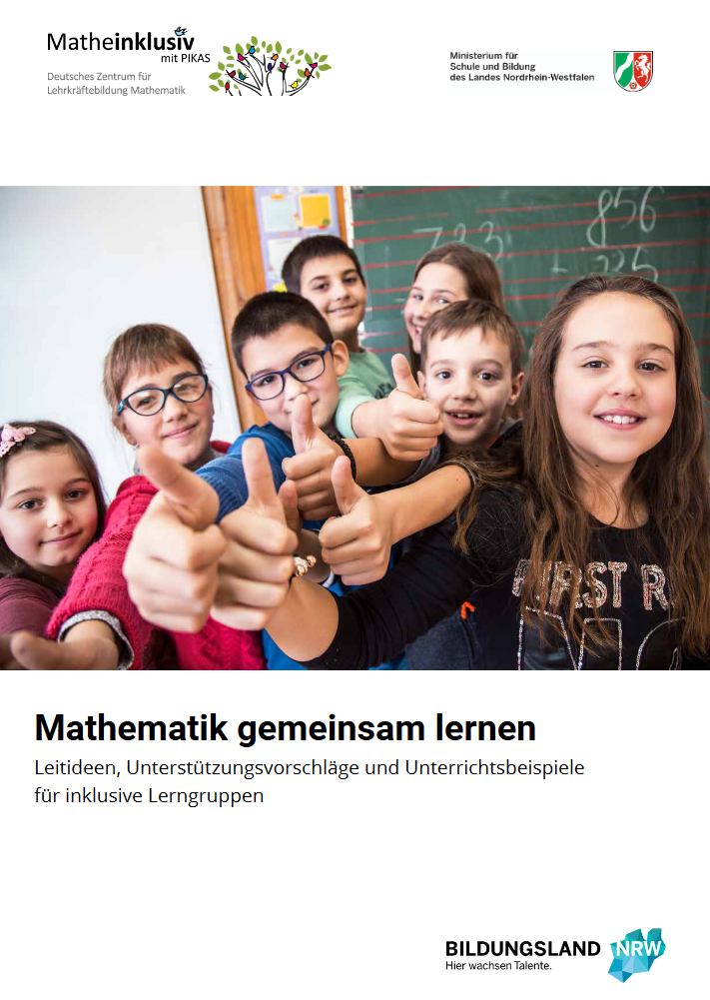 Matheinklusiv
mit PIKAS
Deutsches Zentrum für
Lehrkräftebildung Mathematik
Ministerium für
Schule und Bildung
des Landes Nordrhein-Westfalen
856
733
FIRST R
Mathematik gemeinsam lernen
Leitideen, Unterstützungsvorschläge und Unterrichtsbeispiele
für inklusive Lerngruppen
BILDUNGSLAND
NRW
Hier wachsen Talente.